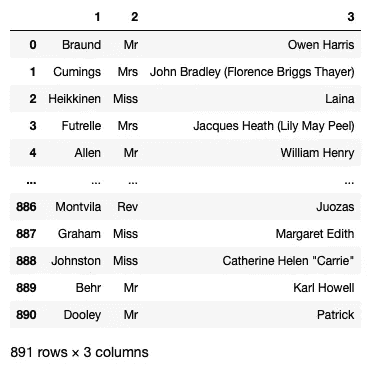 1 2 3
0 Braund Mr Owen Harris
1 Cumings Mrs John Bradley (Florence Briggs Thayer)
2 Heikkinen Miss Laina
3 Futrelle Mrs Jacques Heath (Lily May Peel)
4 Allen Mr William Henry
... ... ... ...
886 Montvila Rev Juozas
887 Graham Miss Margaret Edith
888 Johnston Miss Catherine Helen "Carrie"
889 Behr Mr Karl Howell
890 Dooley Mr Patrick
891 rows × 3 columns